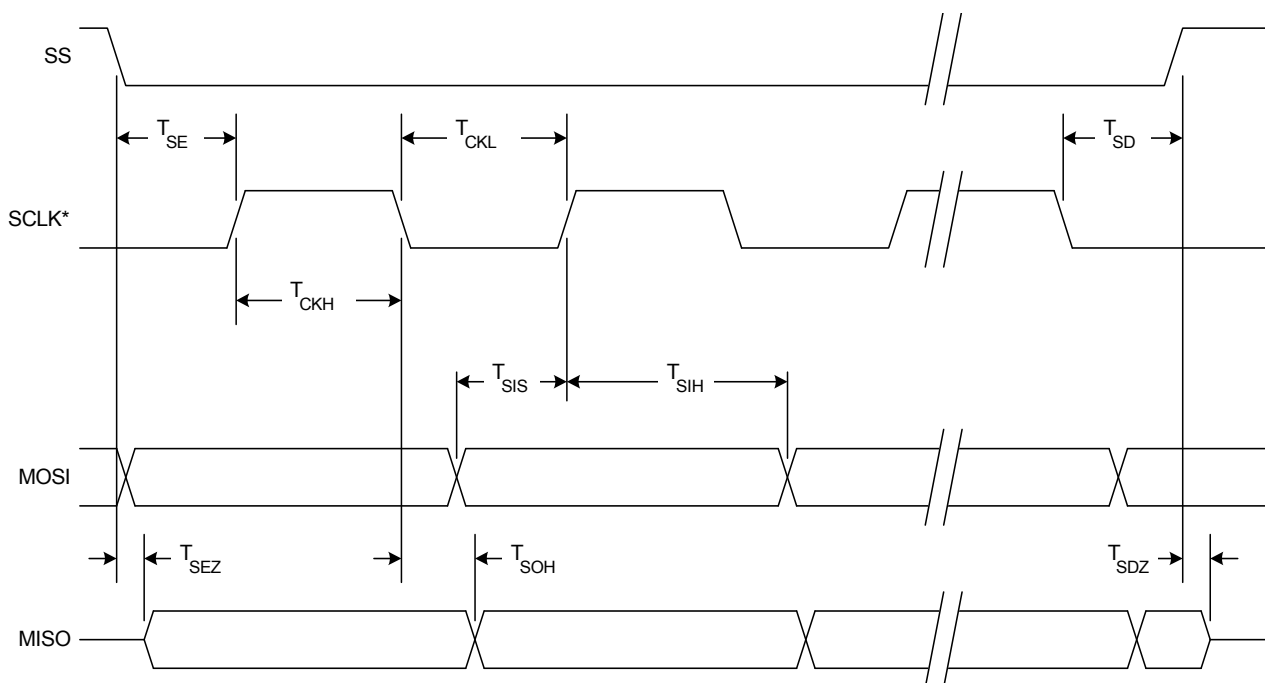 SS
T_SE
T_CKL
T_SD
SCLK*
T_CKH
T_SIS
T_SIH
MOSI
T_SEZ
T_SOH
T_SDZ
MISO